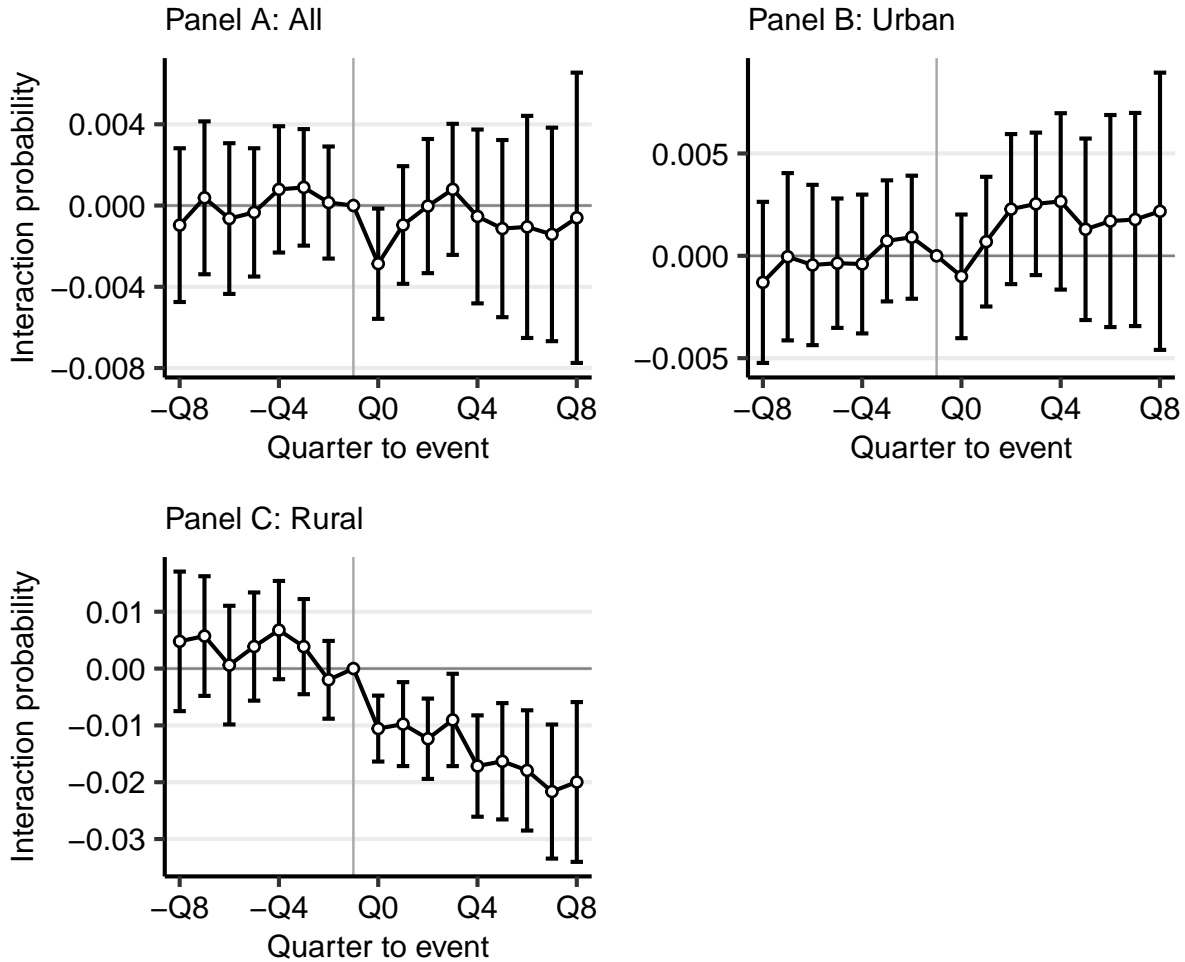 Panel A: All
Interaction probability
0.004
0.000
−0.004
−0.008
−Q8 −Q4 Q0 Q4 Q8
Quarter to event
Panel B: Urban
0.005
0.000
−0.005
−Q8 −Q4 Q0 Q4 Q8
Quarter to event
Panel C: Rural
Interaction probability
0.01
0.00
−0.01
−0.02
−0.03
−Q8 −Q4 Q0 Q4 Q8
Quarter to event